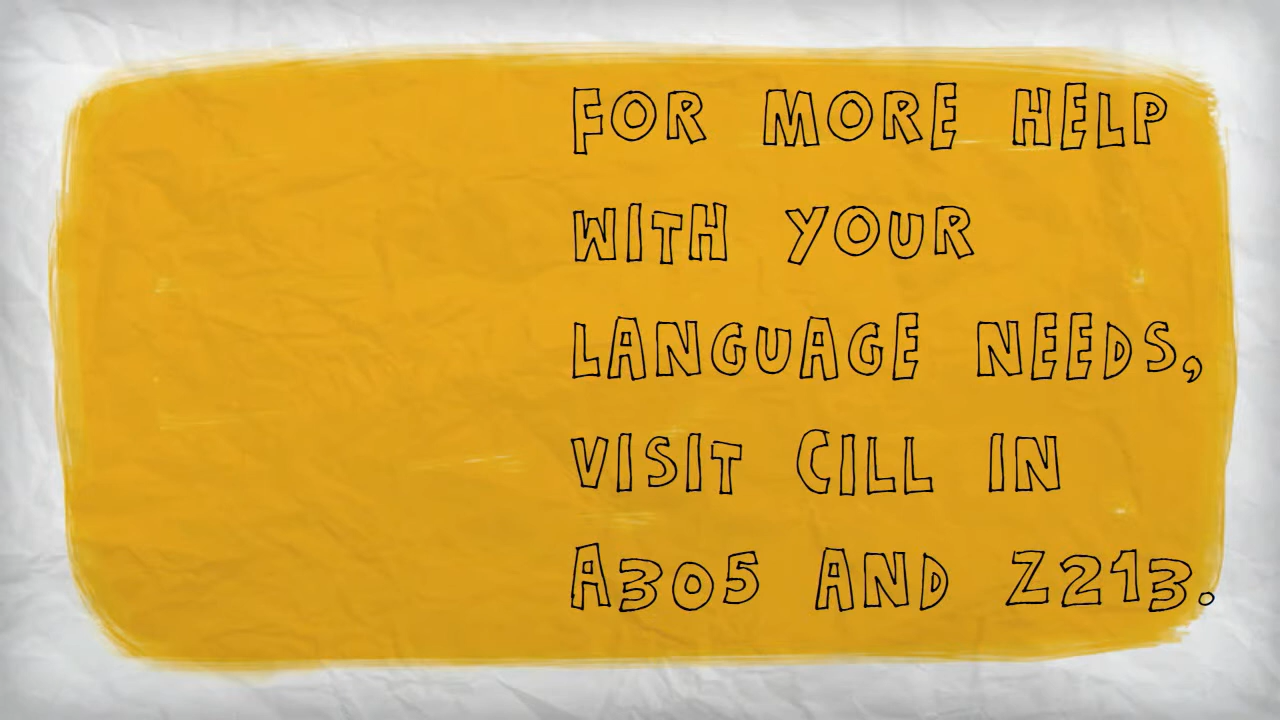 FOR MORE HELP
WITH YOUR
LANGUAGE NEEDS,
VISIT CILL IN
A305 AND Z213.